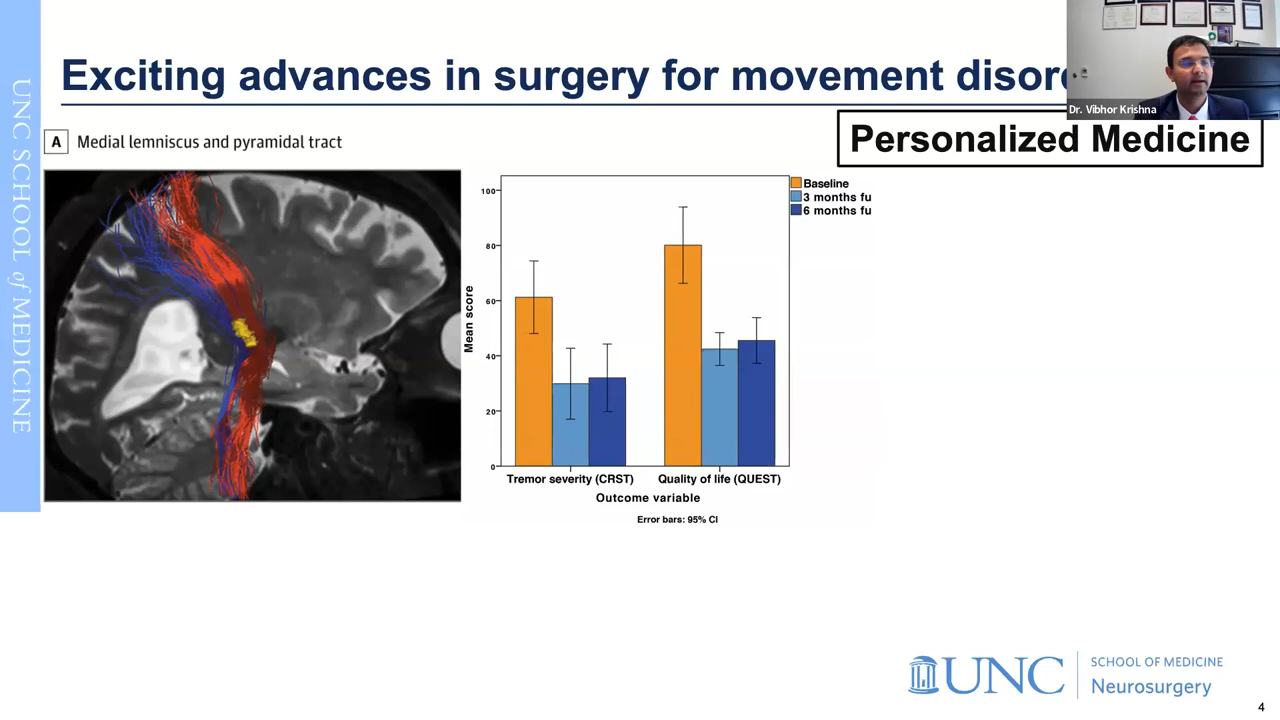 UNC SCHOOL of MEDICINE
Exciting advances in surgery for movement
Dr. Vibhor Krishna
Personalized Medicine
A Medial lemniscus and pyramidal tract
Baseline
3 months fu
6 months fu
100
80
60
40
20
0
Mean score
Tremor severity (CRST) Quality of life (QUEST)
Outcome variable
Error bars: 95% CI
UNC SCHOOL OF MEDICINE
Neurosurgery
4